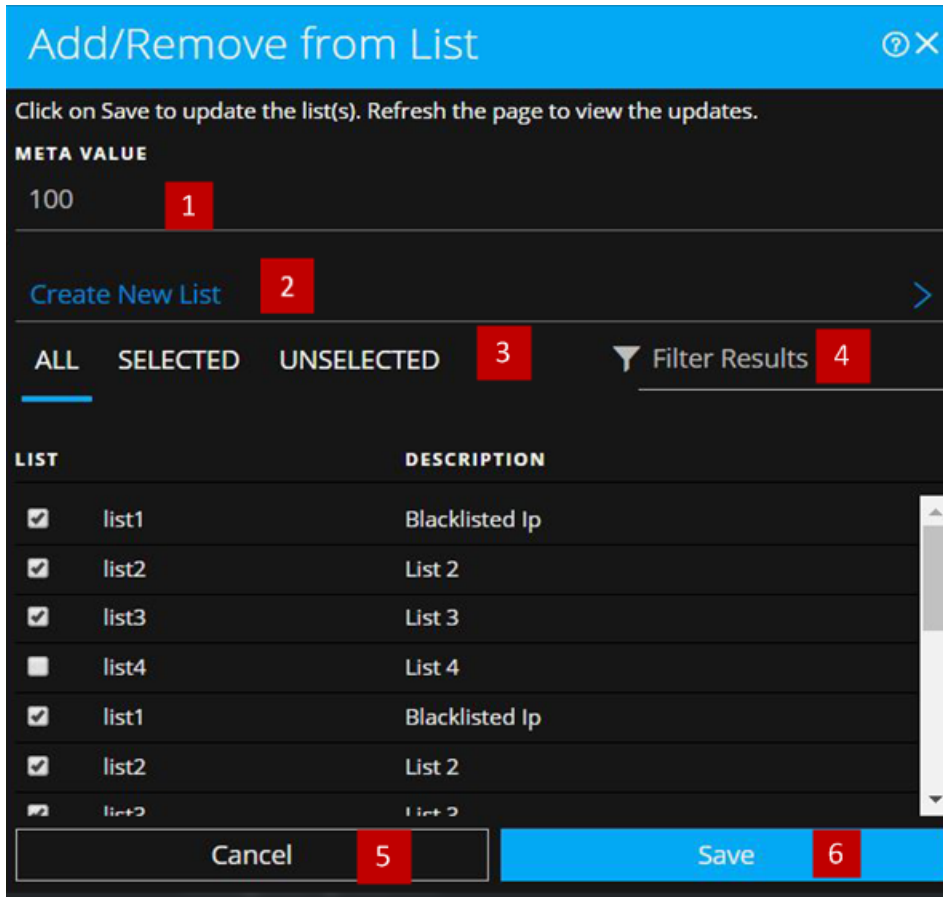 Add/Remove from List
Click on Save to update the list(s). Refresh the page to view the updates.
META VALUE
100 1
Create New List 2
ALL SELECTED UNSELECTED 3 Filter Results 4
LIST DESCRIPTION
list1 Blacklisted Ip
list2 List 2
list3 List 3
list4 List 4
list1 Blacklisted Ip
list2 List 2
list3 List 3
Cancel 5 Save 6